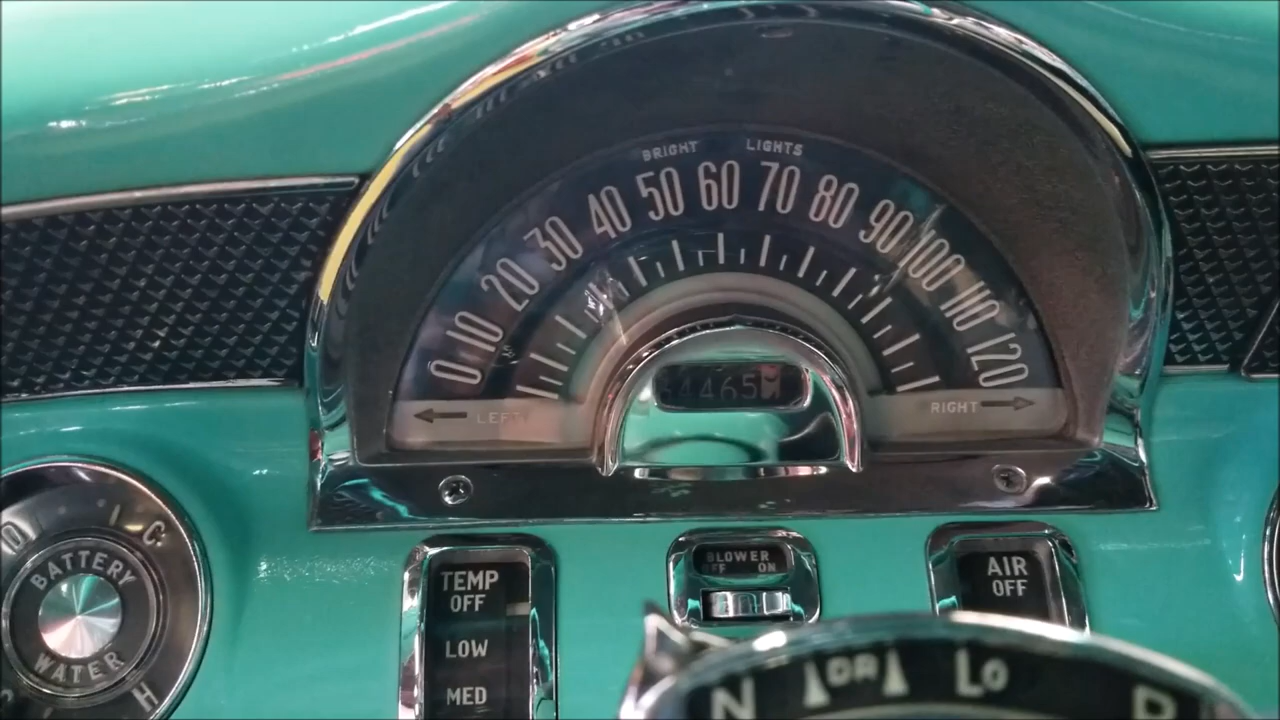 BRIGHT LIGHTS
0 10 20 30 40 50 60 70 80 90 100 110 120
LEFT RIGHT
D C
BATTERY
WATER
H
TEMP
OFF
LOW
MED
BLOWER
OFF ON
AIR
OFF
N DR Lo R